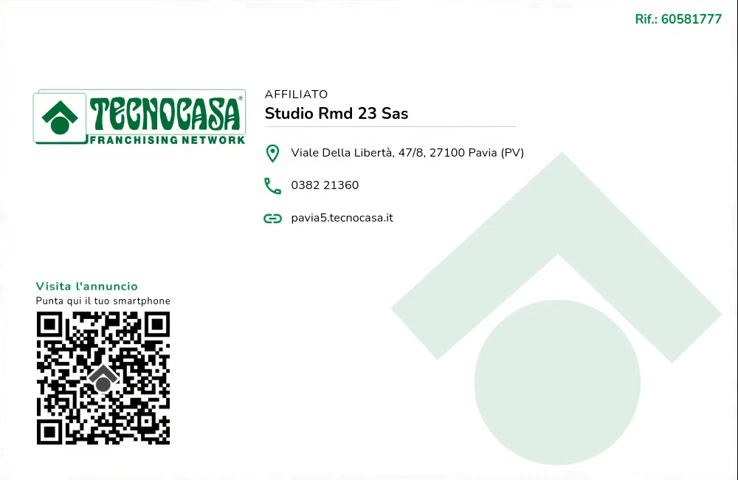 Rif.: 60581777
TECNOCASA®
FRANCHISING NETWORK
AFFILIATO
Studio Rmd 23 Sas
Viale Della Libertà, 47/8, 27100 Pavia (PV)
0382 21360
pavia5.tecnocasa.it
Visita l'annuncio
Punta qui il tuo smartphone